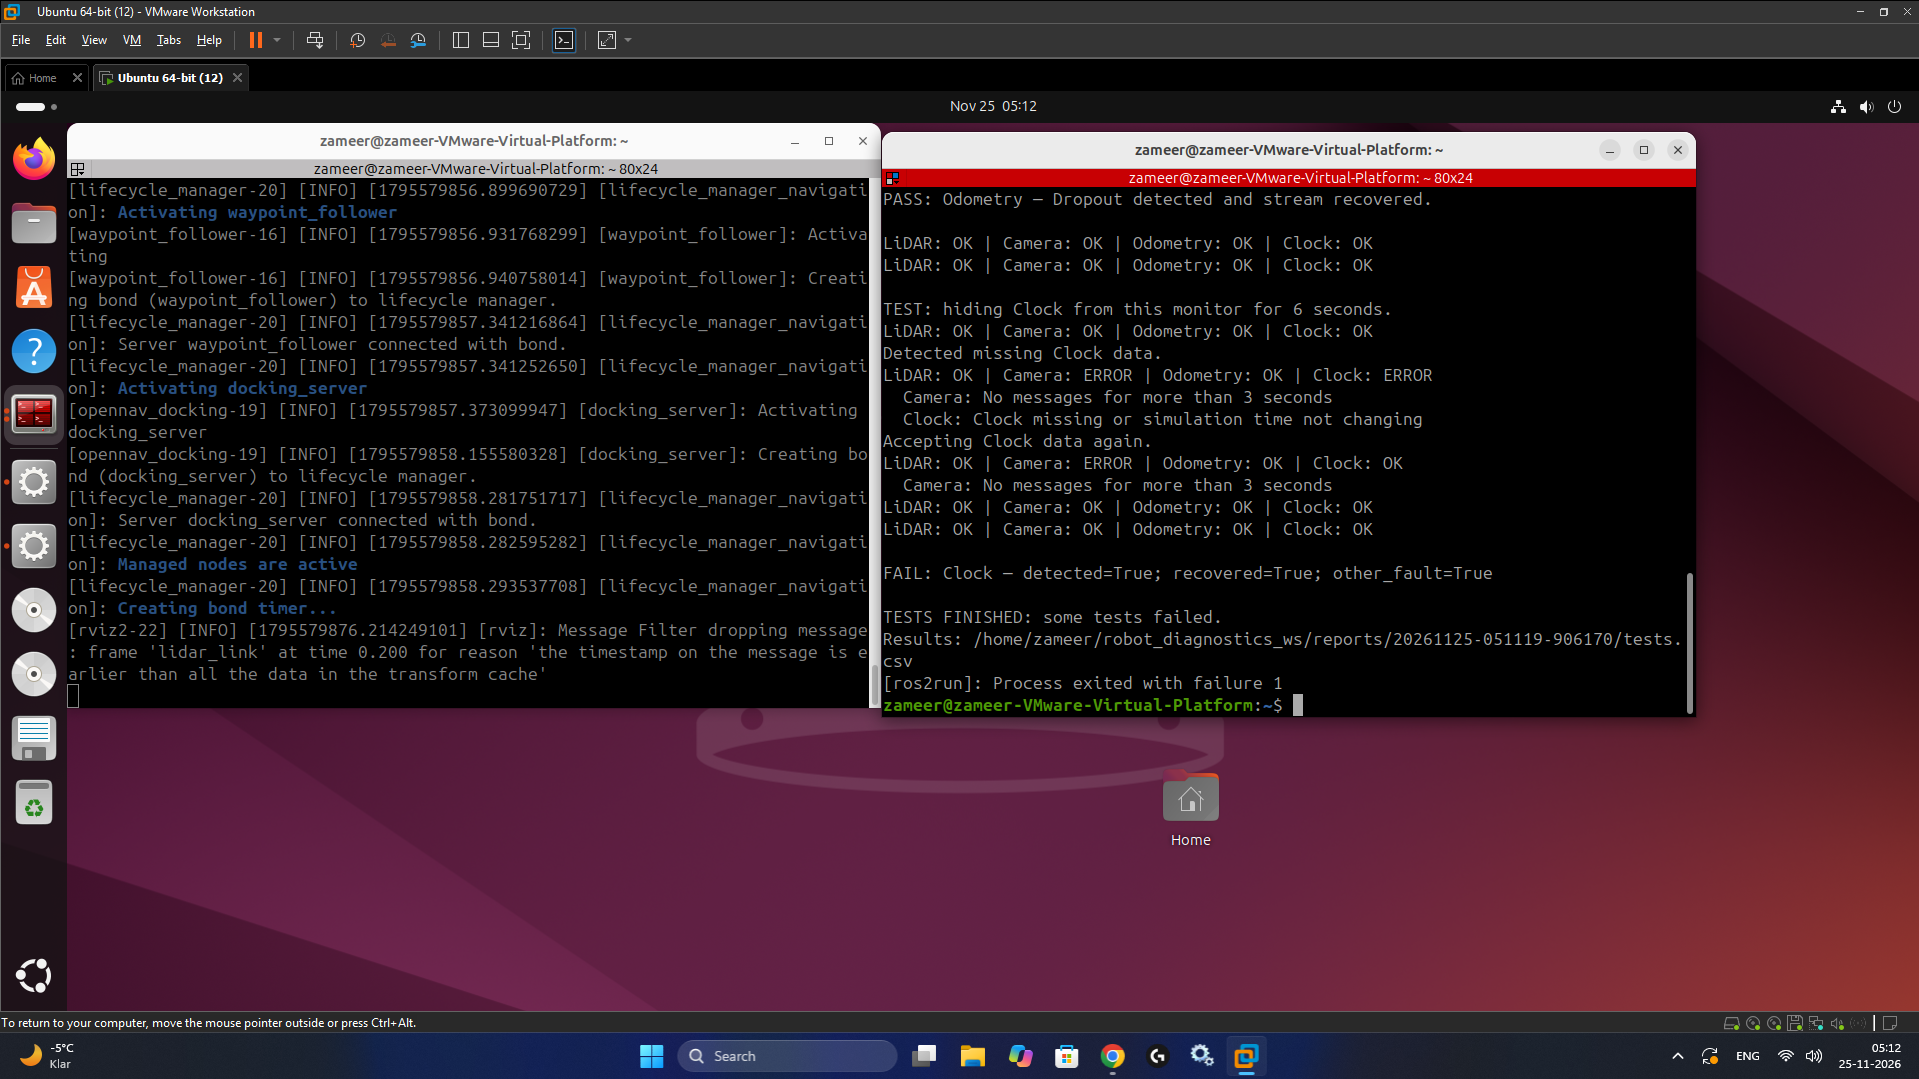 Ubuntu 64-bit (12) - VMware Workstation
File Edit View VM Tabs Help
Home
Ubuntu 64-bit (12)
Nov 25 05:12
zameer@zameer-VMware-Virtual-Platform: ~
zameer@zameer-VMware-Virtual-Platform: ~ 80x24
[lifecycle_manager-20] [INFO] [1795579856.899690729] [lifecycle_manager_navigati
on]: Activating waypoint_follower
[waypoint_follower-16] [INFO] [1795579856.931768299] [waypoint_follower]: Activa
ting
[waypoint_follower-16] [INFO] [1795579856.940758014] [waypoint_follower]: Creati
ng bond (waypoint_follower) to lifecycle manager.
[lifecycle_manager-20] [INFO] [1795579857.341216864] [lifecycle_manager_navigati
on]: Server waypoint_follower connected with bond.
[lifecycle_manager-20] [INFO] [1795579857.341252650] [lifecycle_manager_navigati
on]: Activating docking_server
[opennav_docking-19] [INFO] [1795579857.373099947] [docking_server]: Activating
docking_server
[opennav_docking-19] [INFO] [1795579858.155580328] [docking_server]: Creating bo
nd (docking_server) to lifecycle manager.
[lifecycle_manager-20] [INFO] [1795579858.281751717] [lifecycle_manager_navigati
on]: Server docking_server connected with bond.
[lifecycle_manager-20] [INFO] [1795579858.282595282] [lifecycle_manager_navigati
on]: Managed nodes are active
[lifecycle_manager-20] [INFO] [1795579858.293537708] [lifecycle_manager_navigati
on]: Creating bond timer...
[rviz2-22] [INFO] [1795579876.214249101] [rviz]: Message Filter dropping message
: frame 'lidar_link' at time 0.200 for reason 'the timestamp on the message is e
arlier than all the data in the transform cache'
zameer@zameer-VMware-Virtual-Platform: ~
zameer@zameer-VMware-Virtual-Platform: ~ 80x24
PASS: Odometry — Dropout detected and stream recovered.
LiDAR: OK | Camera: OK | Odometry: OK | Clock: OK
LiDAR: OK | Camera: OK | Odometry: OK | Clock: OK
TEST: hiding Clock from this monitor for 6 seconds.
LiDAR: OK | Camera: OK | Odometry: OK | Clock: OK
Detected missing Clock data.
LiDAR: OK | Camera: ERROR | Odometry: OK | Clock: ERROR
Camera: No messages for more than 3 seconds
Clock: Clock missing or simulation time not changing
Accepting Clock data again.
LiDAR: OK | Camera: ERROR | Odometry: OK | Clock: OK
Camera: No messages for more than 3 seconds
LiDAR: OK | Camera: OK | Odometry: OK | Clock: OK
LiDAR: OK | Camera: OK | Odometry: OK | Clock: OK
FAIL: Clock — detected=True; recovered=True; other_fault=True
TESTS FINISHED: some tests failed.
Results: /home/zameer/robot_diagnostics_ws/reports/20261125-051119-906170/tests.
csv
[ros2run]: Process exited with failure 1
zameer@zameer-VMware-Virtual-Platform:~$
Home
To return to your computer, move the mouse pointer outside or press Ctrl+Alt.
-5°C
Klar
Search
ENG
05:12
25-11-2026